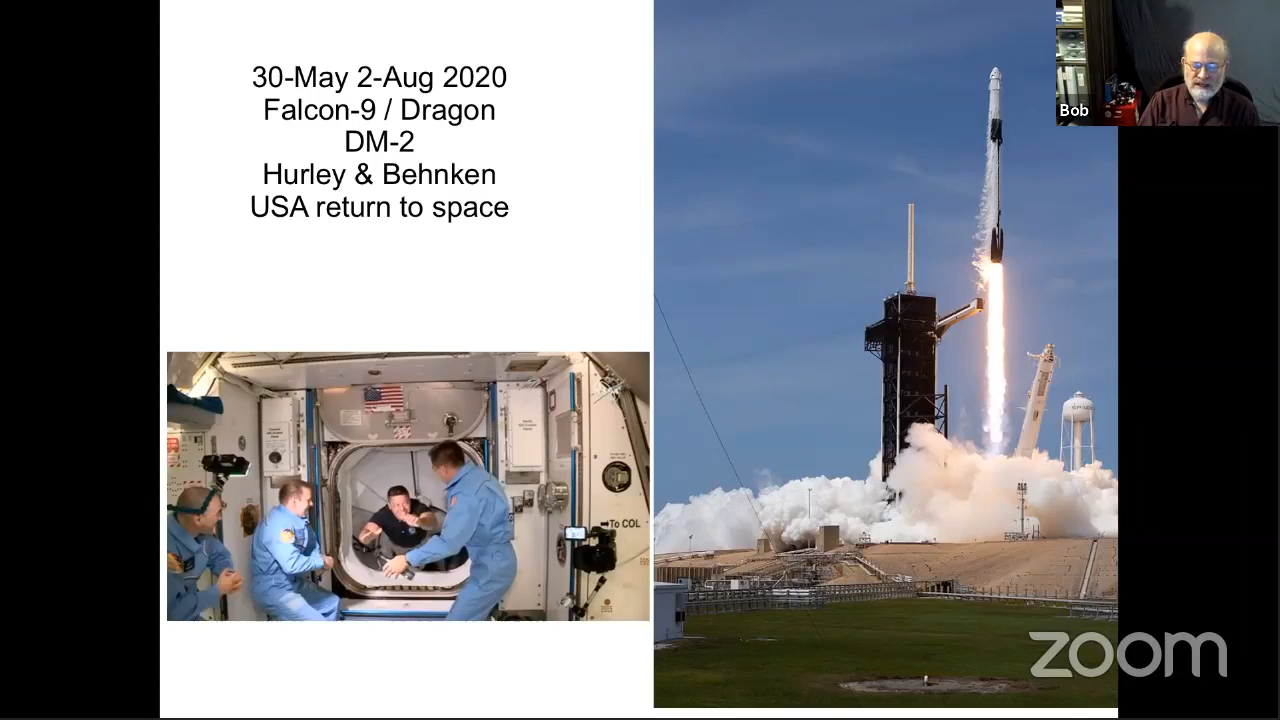 30-May 2-Aug 2020
Falcon-9 / Dragon
DM-2
Hurley & Behnken
USA return to space
Bob
To COL
zoom